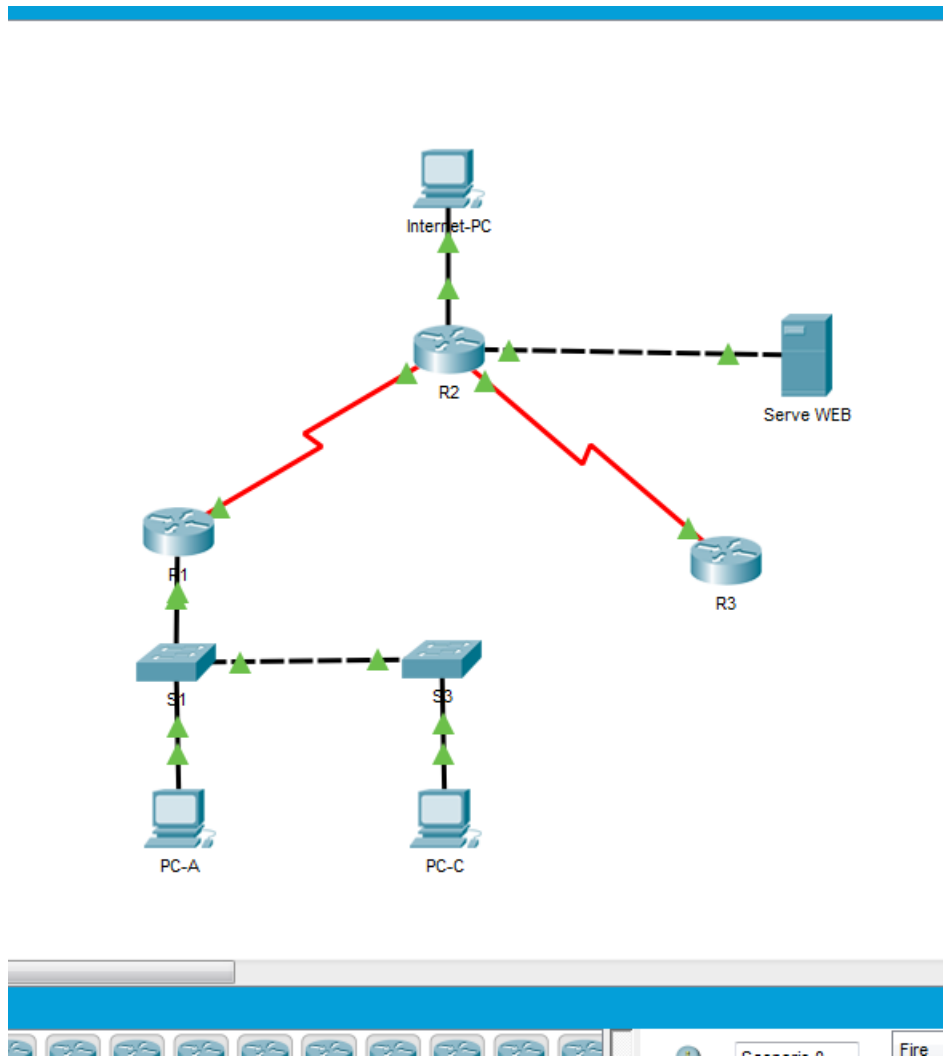 Internet-PC
R2
Serve WEB
R1
R3
S1
S3
PC-A
PC-C
Fire